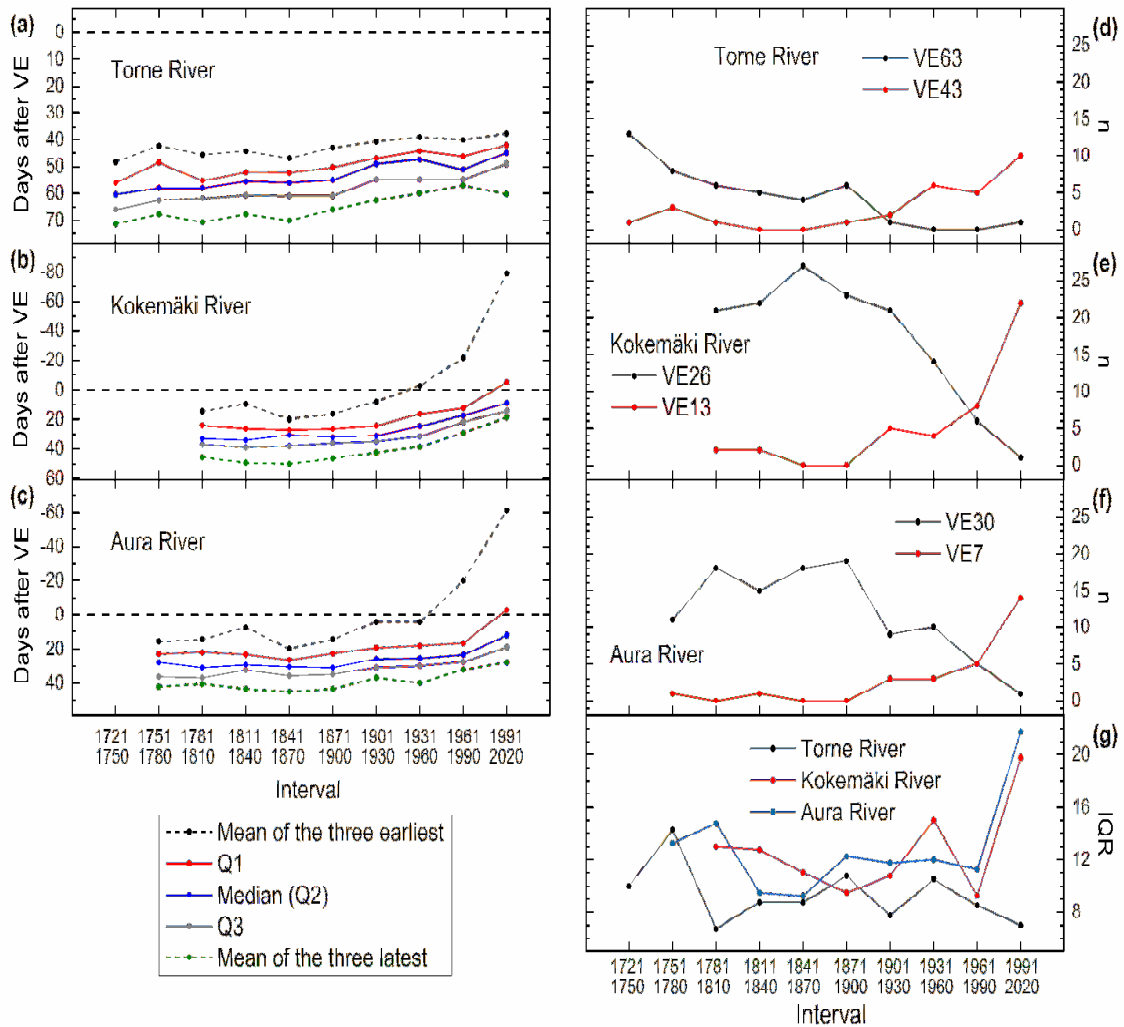 (a)
Days after VE
0
10
20
30
40
50
60
70
Torne River
(b)
Days after VE
-80
-60
-40
-20
0
20
40
60
Kokemäki River
(c)
Days after VE
-60
-40
-20
0
20
40
Aura River
1721 1751 1781 1811 1841 1871 1901 1931 1961 1991
1750 1780 1810 1840 1870 1900 1930 1960 1990 2020
Interval
Mean of the three earliest
Q1
Median (Q2)
Q3
Mean of the three latest
(d)
Torne River
VE63
VE43
25
20
15
10
5
0
n
(e)
Kokemäki River
VE26
VE13
25
20
15
10
5
0
n
(f)
Aura River
VE30
VE7
25
20
15
10
5
0
n
(g)
Torne River
Kokemäki River
Aura River
20
16
12
8
IQR
1721 1751 1781 1811 1841 1871 1901 1931 1961 1991
1750 1780 1810 1840 1870 1900 1930 1960 1990 2020
Interval